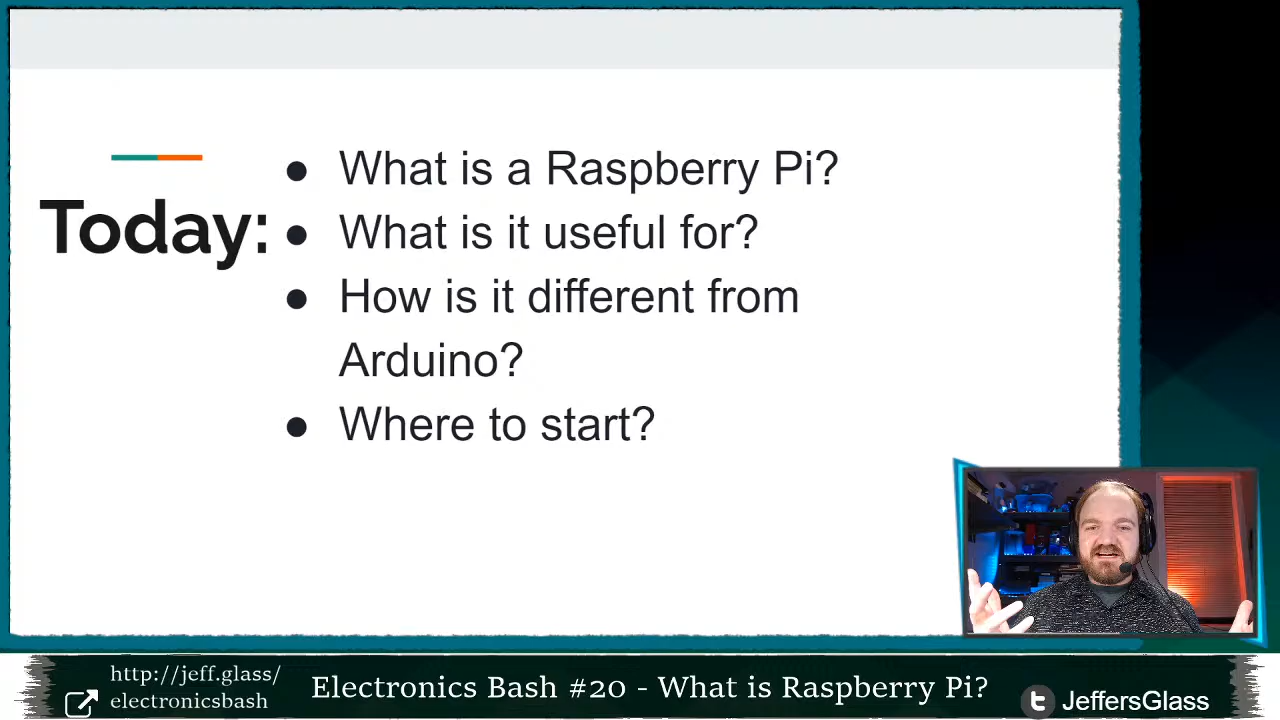 Today:
● What is a Raspberry Pi?
● What is it useful for?
● How is it different from
Arduino?
● Where to start?
http://jeff.glass/
electronicsbash
Electronics Bash #20 - What is Raspberry Pi?
JeffersGlass